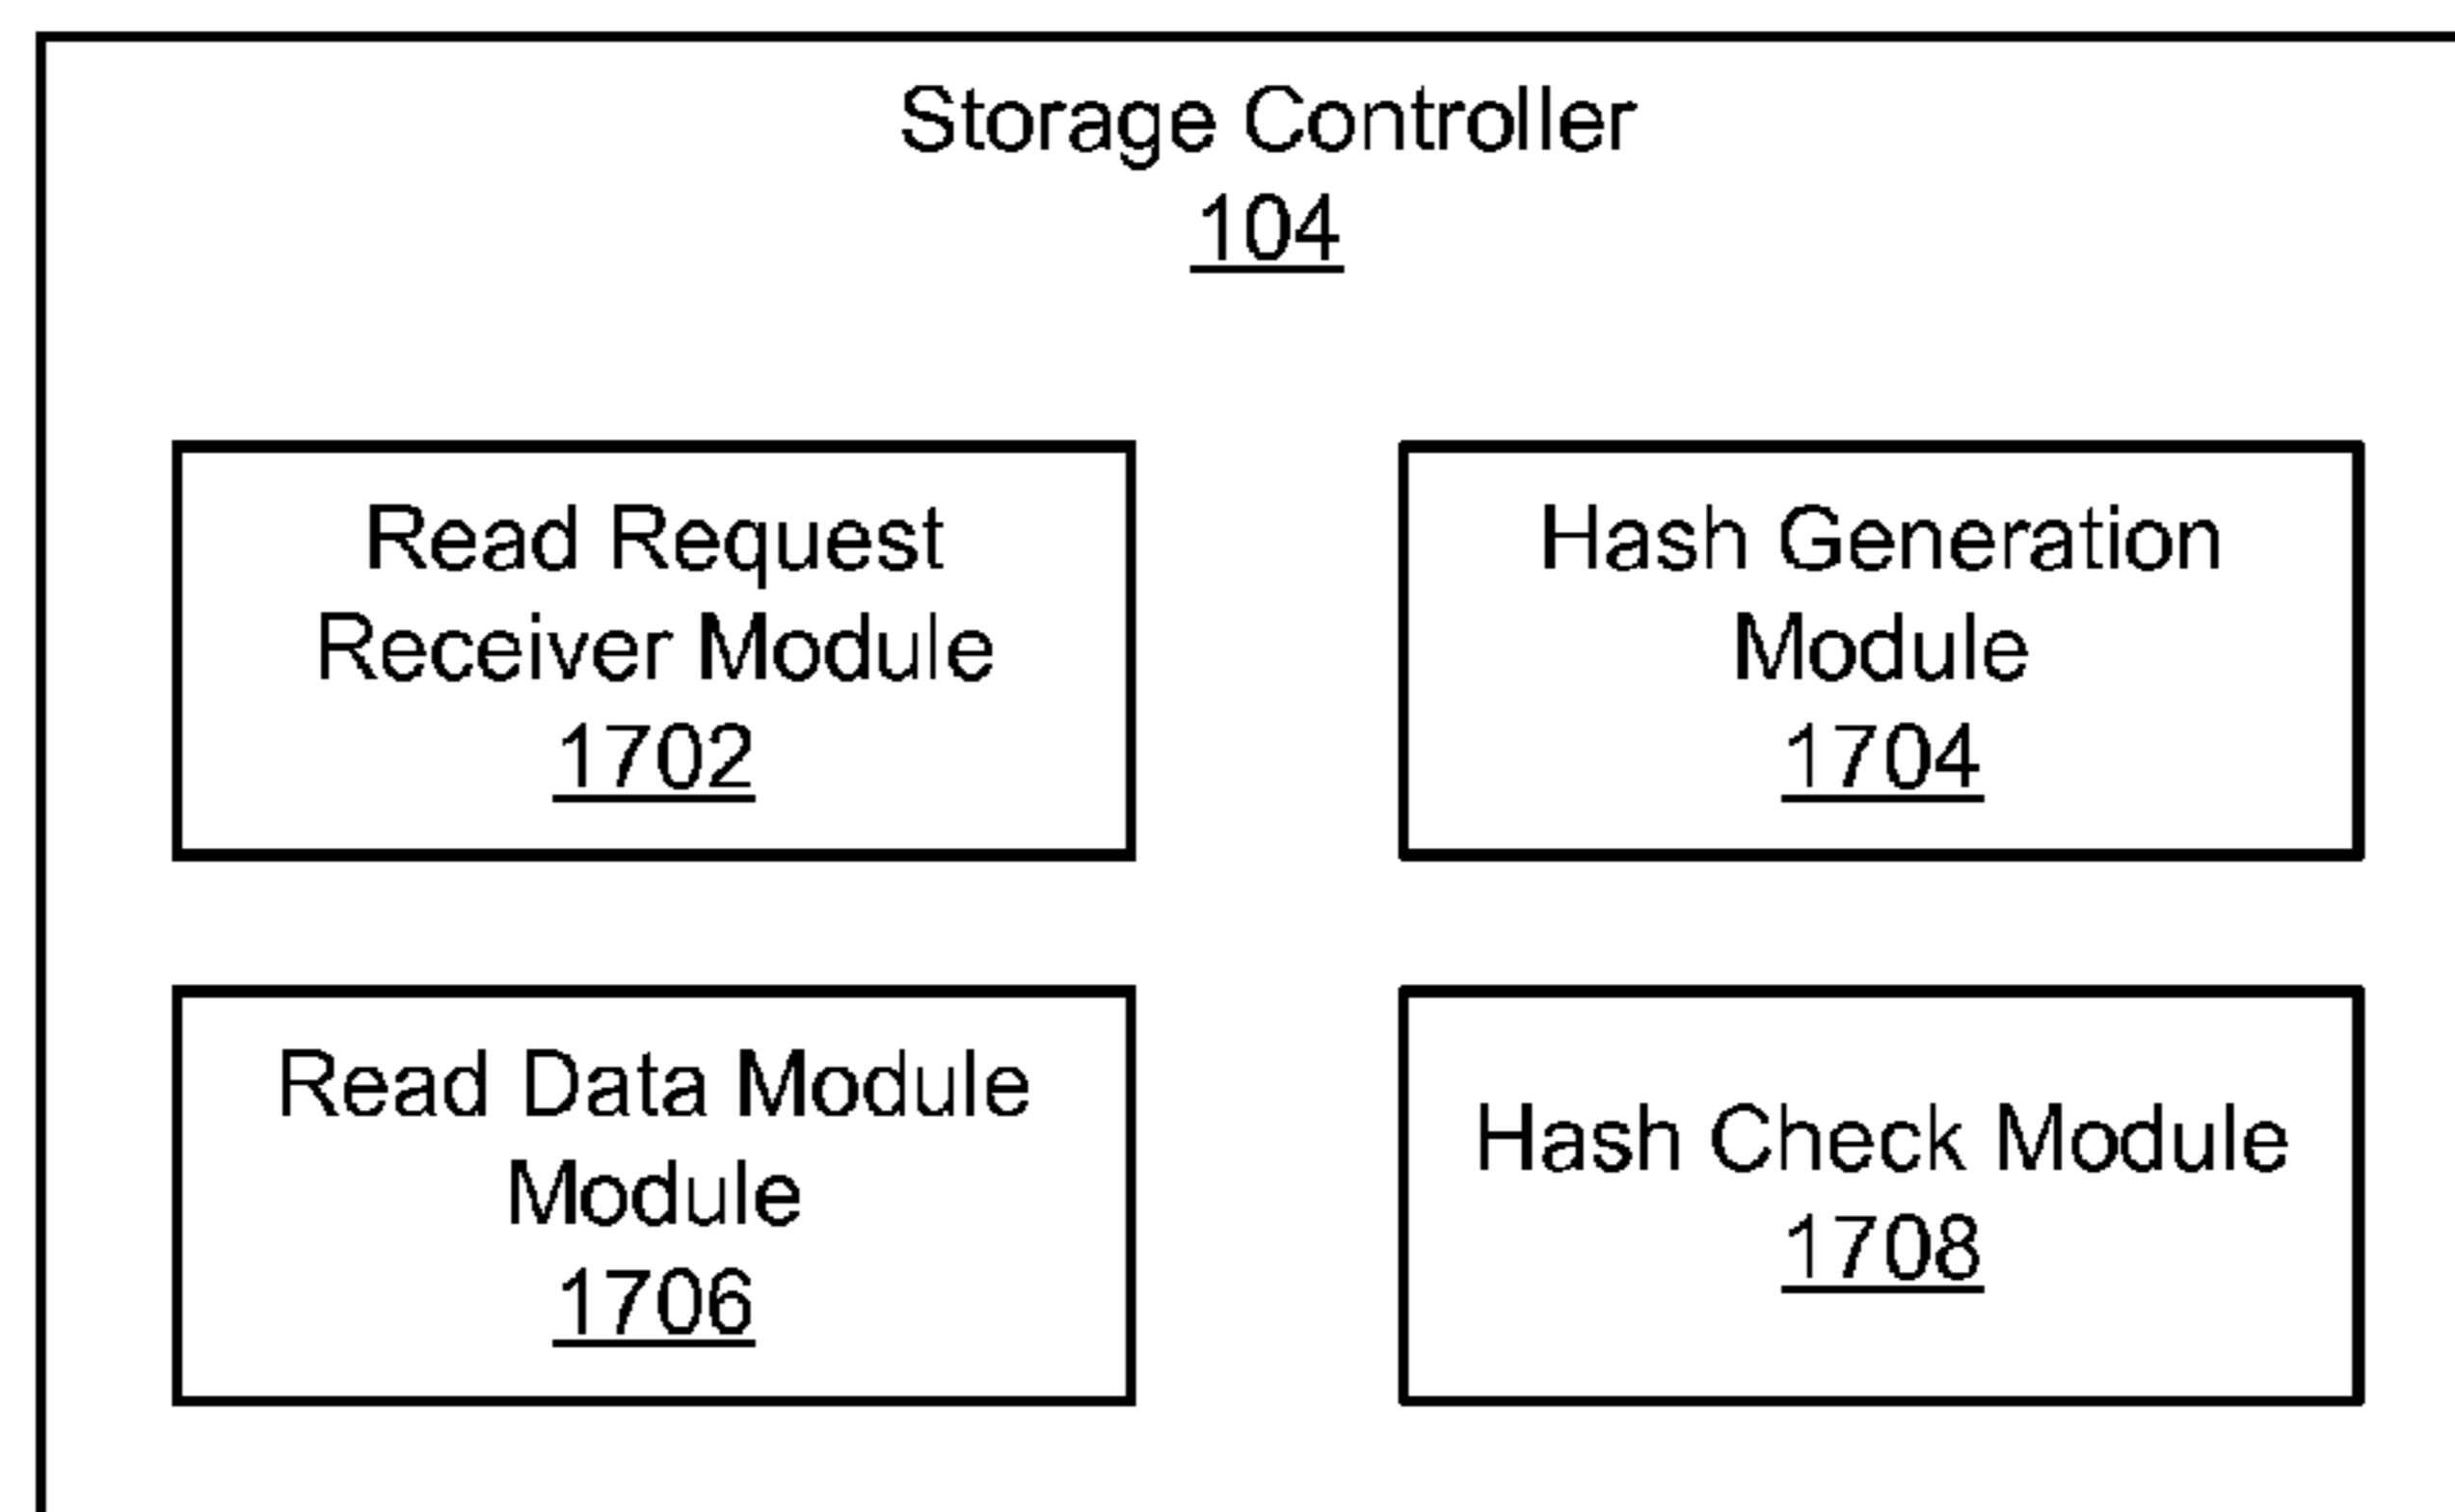 Storage Controller
104
Read Request
Receiver Module
1702
Hash Generation
Module
1704
Read Data Module
Module
1706
Hash Check Module
1708